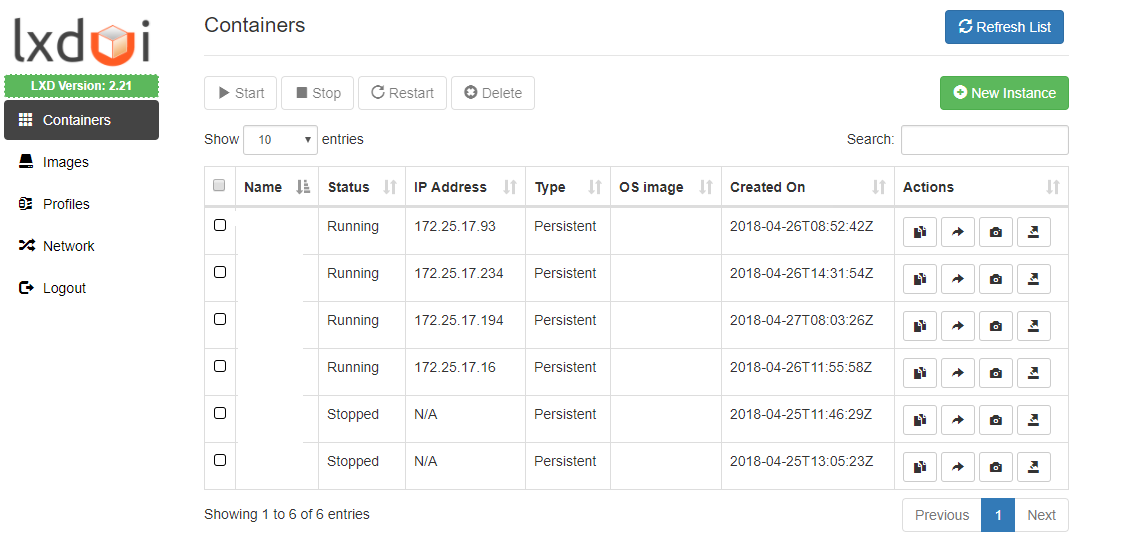 lxdui
Containers
Refresh List
LXD Version: 2.21
Containers
Images
Profiles
Network
Logout
Start Stop Restart Delete
New Instance
Show 10 entries
Search:
Name Status IP Address Type OS image Created On Actions
Running 172.25.17.93 Persistent 2018-04-26T08:52:42Z
Running 172.25.17.234 Persistent 2018-04-26T14:31:54Z
Running 172.25.17.194 Persistent 2018-04-27T08:03:26Z
Running 172.25.17.16 Persistent 2018-04-26T11:55:58Z
Stopped N/A Persistent 2018-04-25T11:46:29Z
Stopped N/A Persistent 2018-04-25T13:05:23Z
Showing 1 to 6 of 6 entries
Previous 1 Next